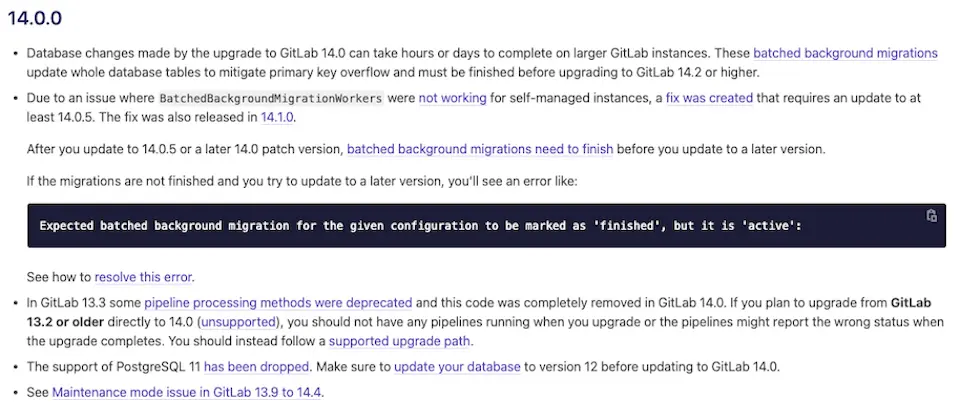 14.0.0
• Database changes made by the upgrade to GitLab 14.0 can take hours or days to complete on larger GitLab instances. These batched background migrations
update whole database tables to mitigate primary key overflow and must be finished before upgrading to GitLab 14.2 or higher.
• Due to an issue where BatchedBackgroundMigrationWorkers were not working for self-managed instances, a fix was created that requires an update to at
least 14.0.5. The fix was also released in 14.1.0.
After you update to 14.0.5 or a later 14.0 patch version, batched background migrations need to finish before you update to a later version.
If the migrations are not finished and you try to update to a later version, you'll see an error like:
Expected batched background migration for the given configuration to be marked as 'finished', but it is 'active':
See how to resolve this error.
• In GitLab 13.3 some pipeline processing methods were deprecated and this code was completely removed in GitLab 14.0. If you plan to upgrade from GitLab
13.2 or older directly to 14.0 (unsupported), you should not have any pipelines running when you upgrade or the pipelines might report the wrong status when
the upgrade completes. You should instead follow a supported upgrade path.
• The support of PostgreSQL 11 has been dropped. Make sure to update your database to version 12 before updating to GitLab 14.0.
• See Maintenance mode issue in GitLab 13.9 to 14.4.